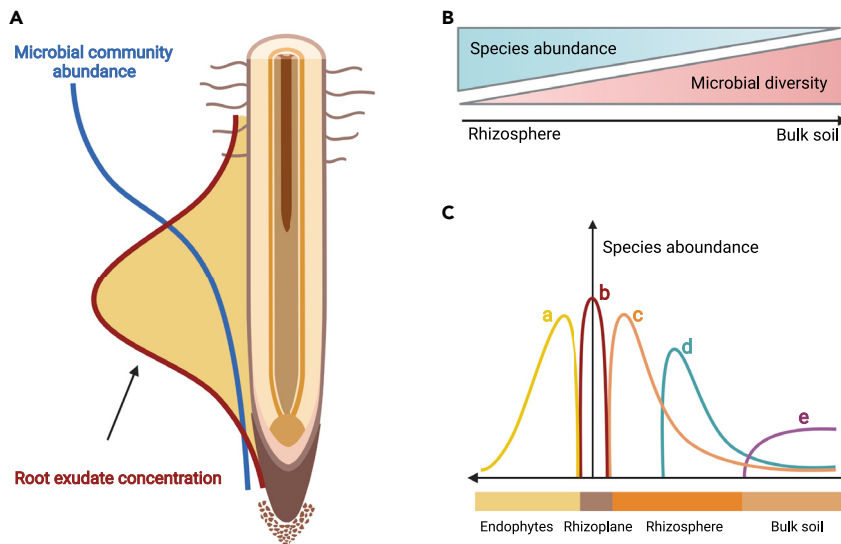 A
Microbial community
abundance
Root exudate concentration
B
Species abundance
Microbial diversity
Rhizosphere
Bulk soil
C
Species aboundance
a
b
c
d
e
Endophytes
Rhizoplane
Rhizosphere
Bulk soil